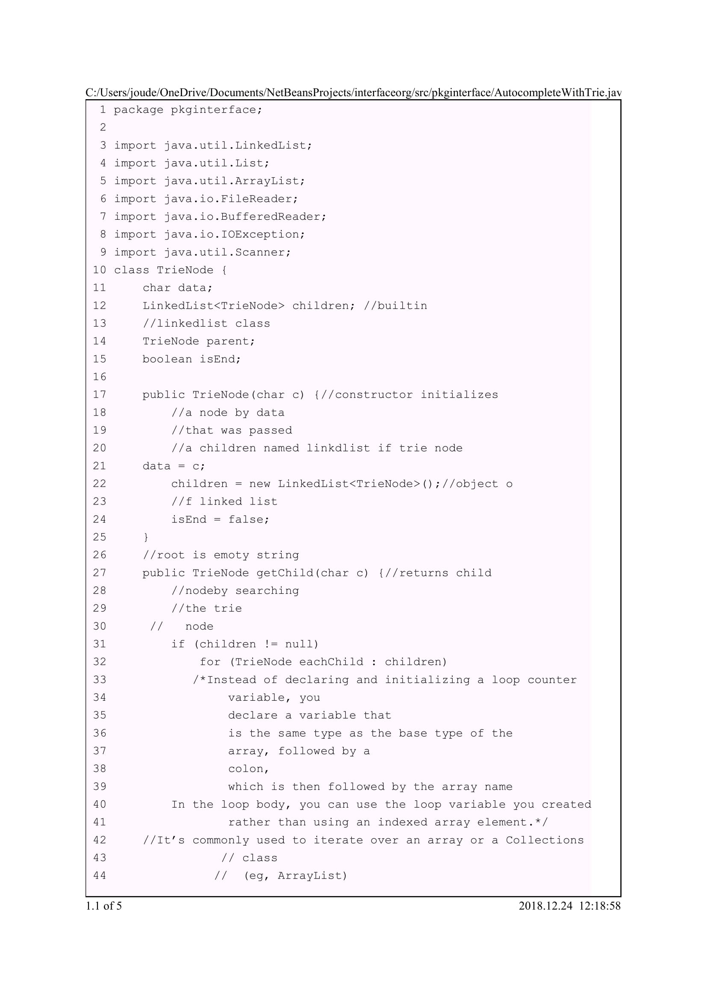 C:/Users/joude/OneDrive/Documents/NetBeansProjects/interfaceorg/src/pkginterface/AutocompleteWithTrie.jav
1 package pkginterface;
2
3 import java.util.LinkedList;
4 import java.util.List;
5 import java.util.ArrayList;
6 import java.io.FileReader;
7 import java.io.BufferedReader;
8 import java.io.IOException;
9 import java.util.Scanner;
10 class TrieNode {
11     char data;
12     LinkedList<TrieNode> children; //builtin
13     //linkedlist class
14     TrieNode parent;
15     boolean isEnd;
16
17     public TrieNode(char c) {//constructor initializes
18         //a node by data
19         //that was passed
20         //a children named linkdlist if trie node
21     data = c;
22         children = new LinkedList<TrieNode>();//object o
23         //f linked list
24         isEnd = false;
25     }
26     //root is emoty string
27     public TrieNode getChild(char c) {//returns child
28         //nodeby searching
29         //the trie
30      //   node
31         if (children != null)
32             for (TrieNode eachChild : children)
33            /*Instead of declaring and initializing a loop counter
34                 variable, you
35                 declare a variable that
36                 is the same type as the base type of the
37                 array, followed by a
38                 colon,
39                 which is then followed by the array name
40         In the loop body, you can use the loop variable you created
41                 rather than using an indexed array element.*/
42     //It’s commonly used to iterate over an array or a Collections
43                // class
44               //  (eg, ArrayList)
1.1 of 5
2018.12.24 12:18:58